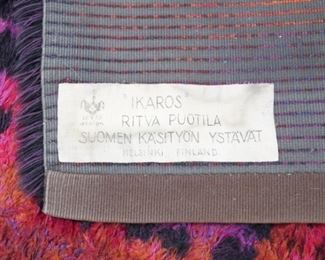 "IKAROS"
RITVA PUOTILA
SUOMEN KÄSITYÖN YSTÄVÄT
HELSINKI, FINLAND